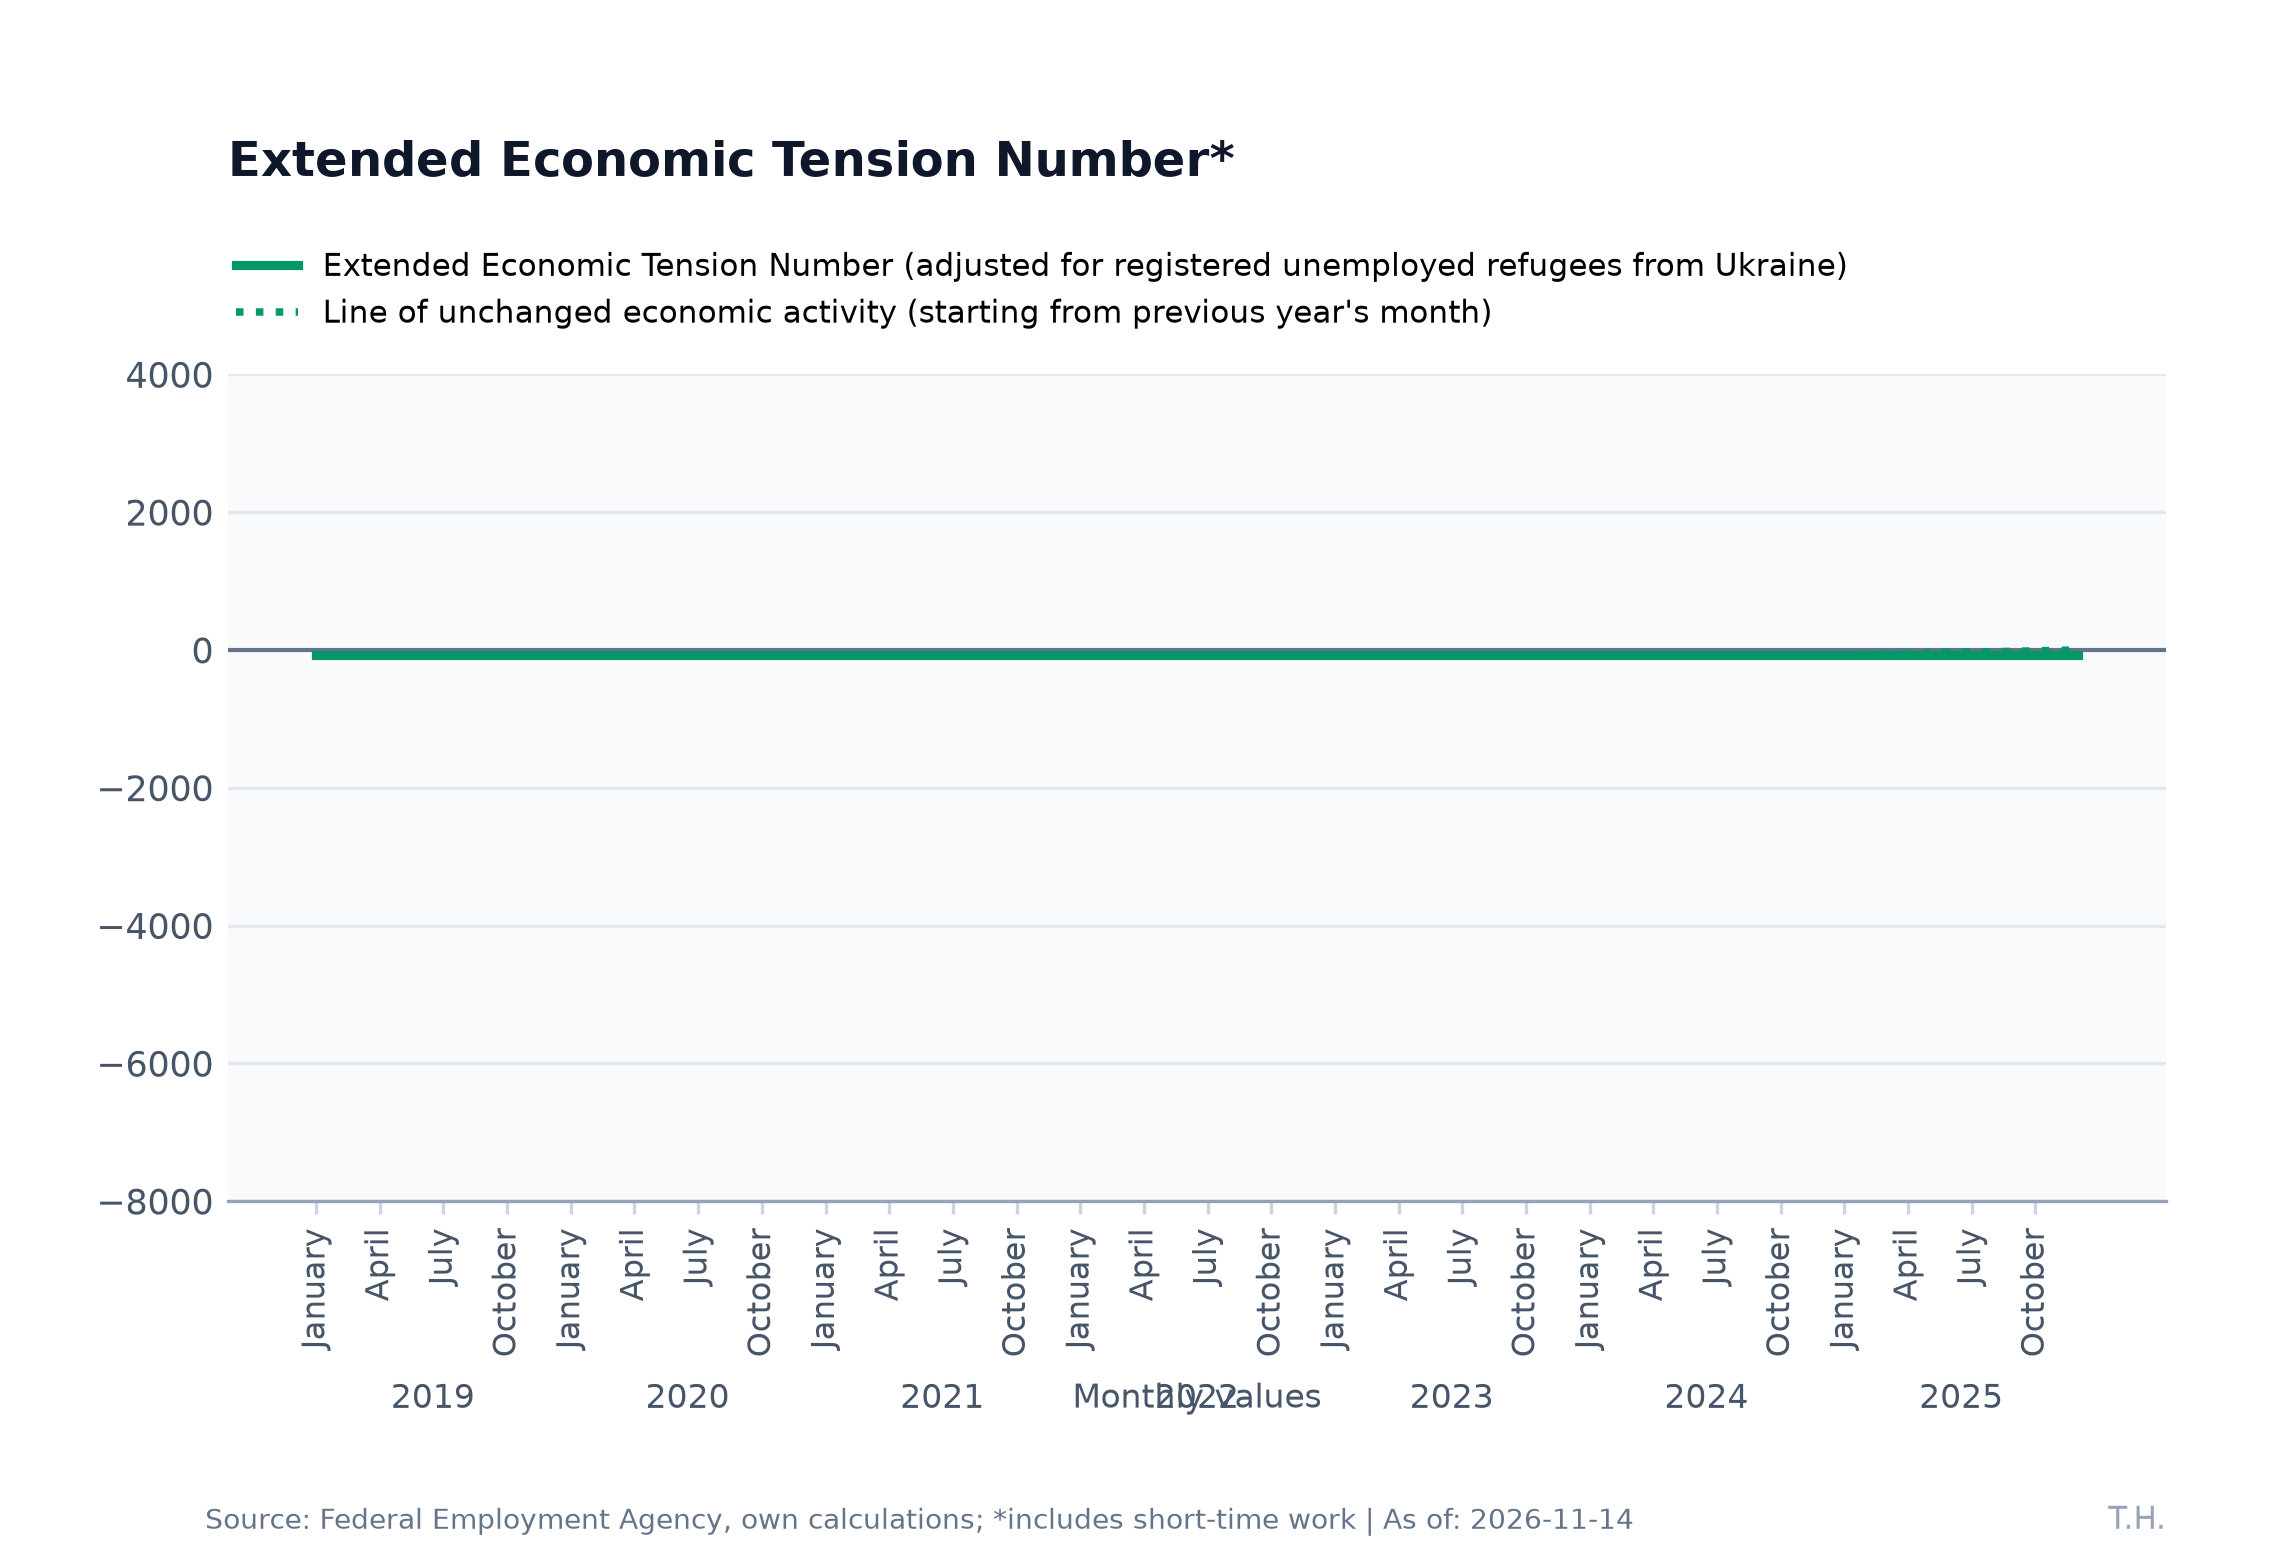 Extended Economic Tension Number*
Extended Economic Tension Number (adjusted for registered unemployed refugees from Ukraine)
Line of unchanged economic activity (starting from previous year's month)
4000
2000
0
−2000
−4000
−6000
−8000
January April July October January April July October January April July October January April July October January April July October January April July October January April July October
2019 2020 2021 2022 2023 2024 2025
Monthly values
Source: Federal Employment Agency, own calculations; *includes short-time work | As of: 2026-11-14
T.H.